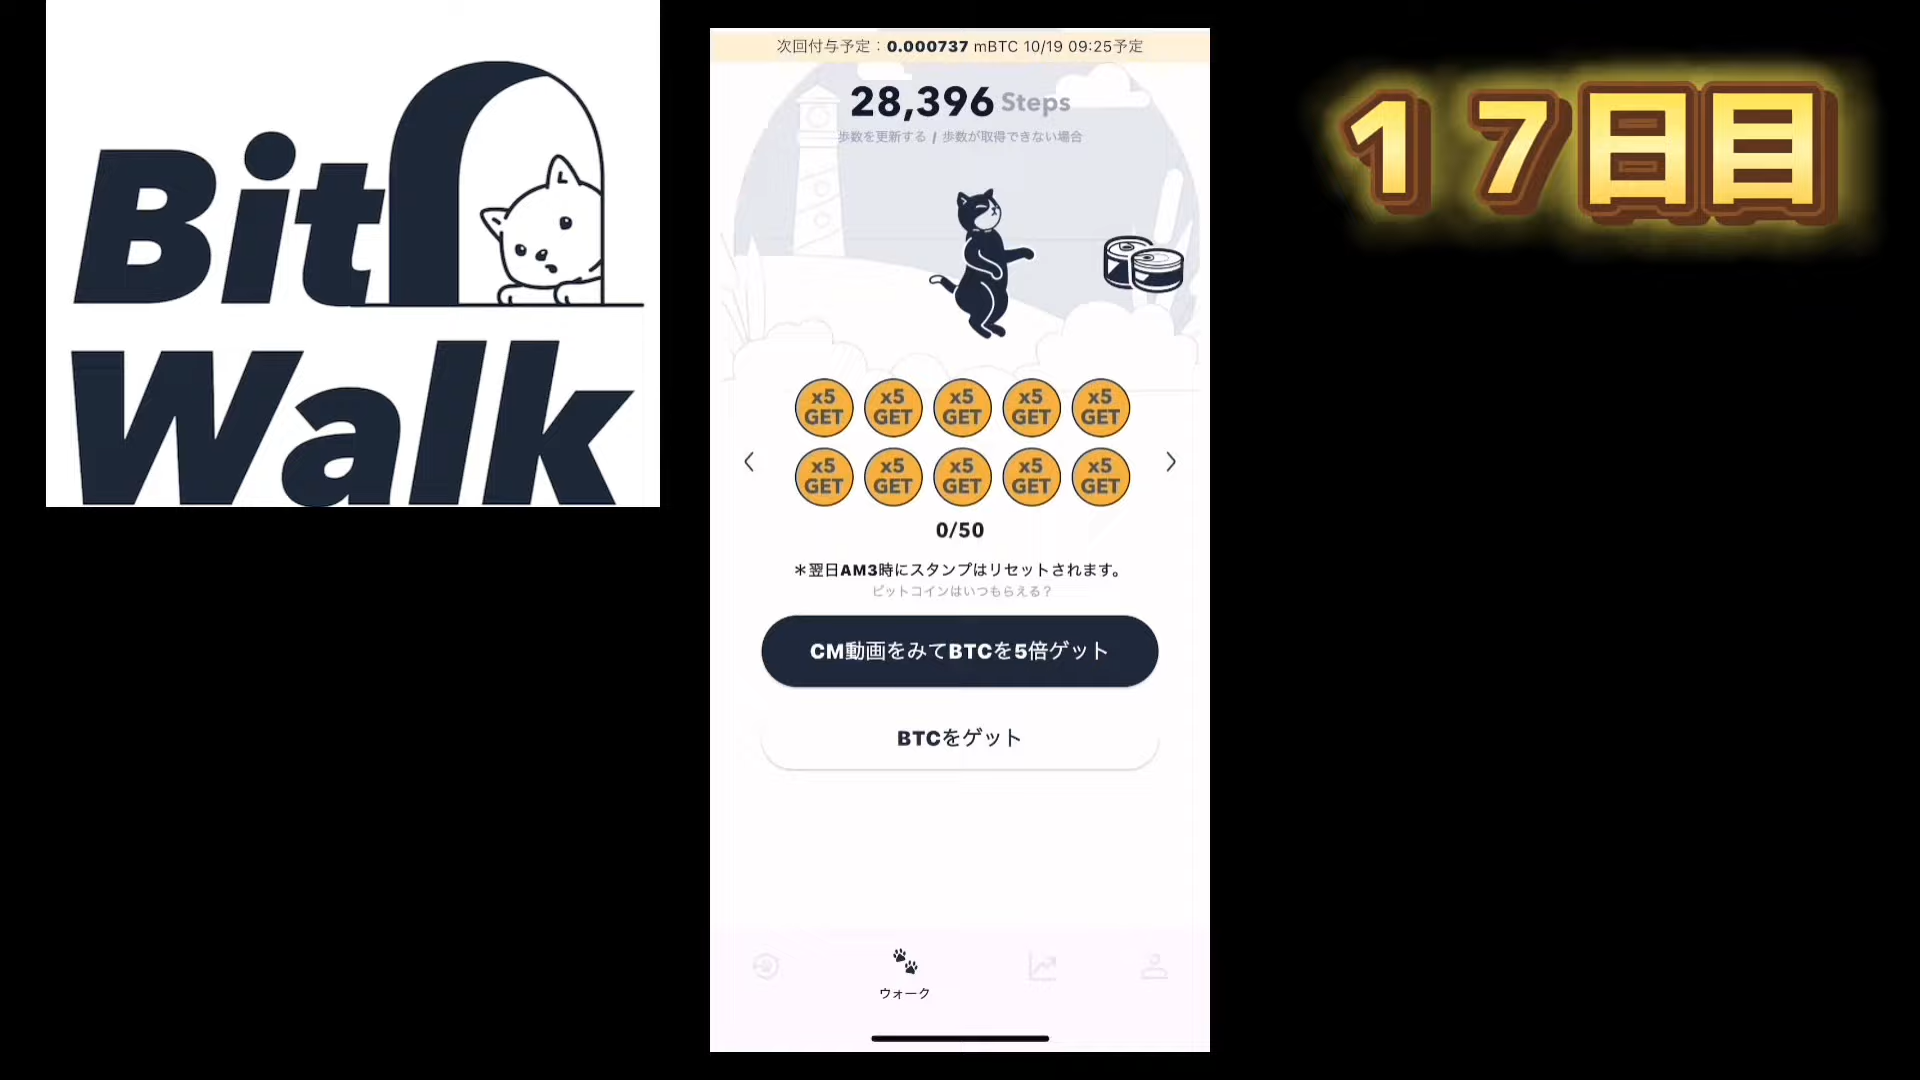 Bit
Walk
次回付与予定：0.000737 mBTC 10/19 09:25予定
28,396 Steps
歩数を更新する / 歩数が取得できない場合
x5 x5 x5 x5 x5
GET GET GET GET GET
x5 x5 x5 x5 x5
GET GET GET GET GET
0/50
＊翌日AM3時にスタンプはリセットされます。
ビットコインはいつもらえる？
CM動画をみてBTCを5倍ゲット
BTCをゲット
ウォーク
１７日目